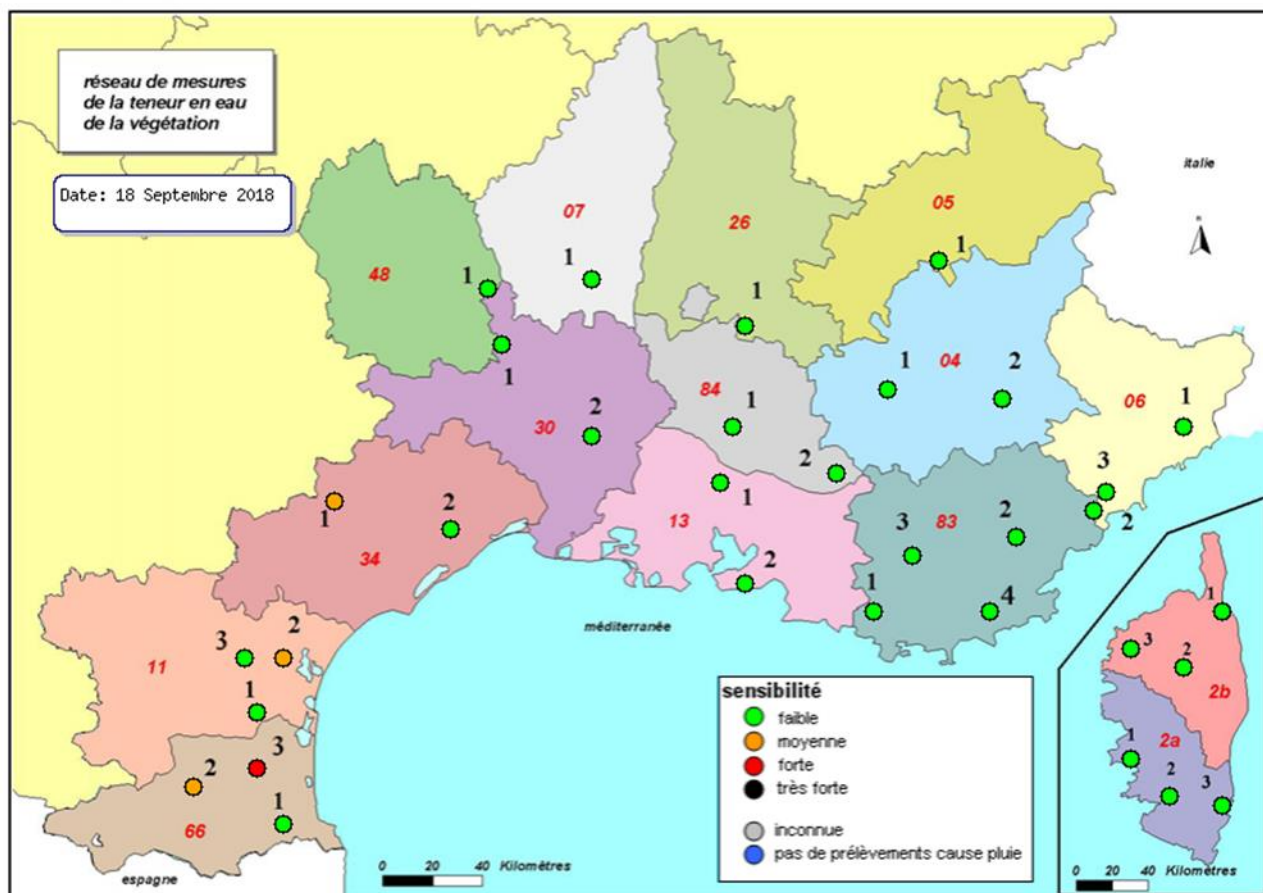 réseau de mesures
de la teneur en eau
de la végétation
Date: 18 Septembre 2018
italie
07
26
05
48
1
1
1
1
04
1
2
84
06
1
1
1
30
2
2
3
1
2
13
1
2
34
2
3
83
2
2
1
4
méditerranée
11
3
2
1
2
3
1
66
espagne
0 20 40 Kilomètres
sensibilité
faible
moyenne
forte
très forte
inconnue
pas de prélèvements cause pluie
1
3
2
2b
1
2a
2
3
Kilomètres
0 20 40